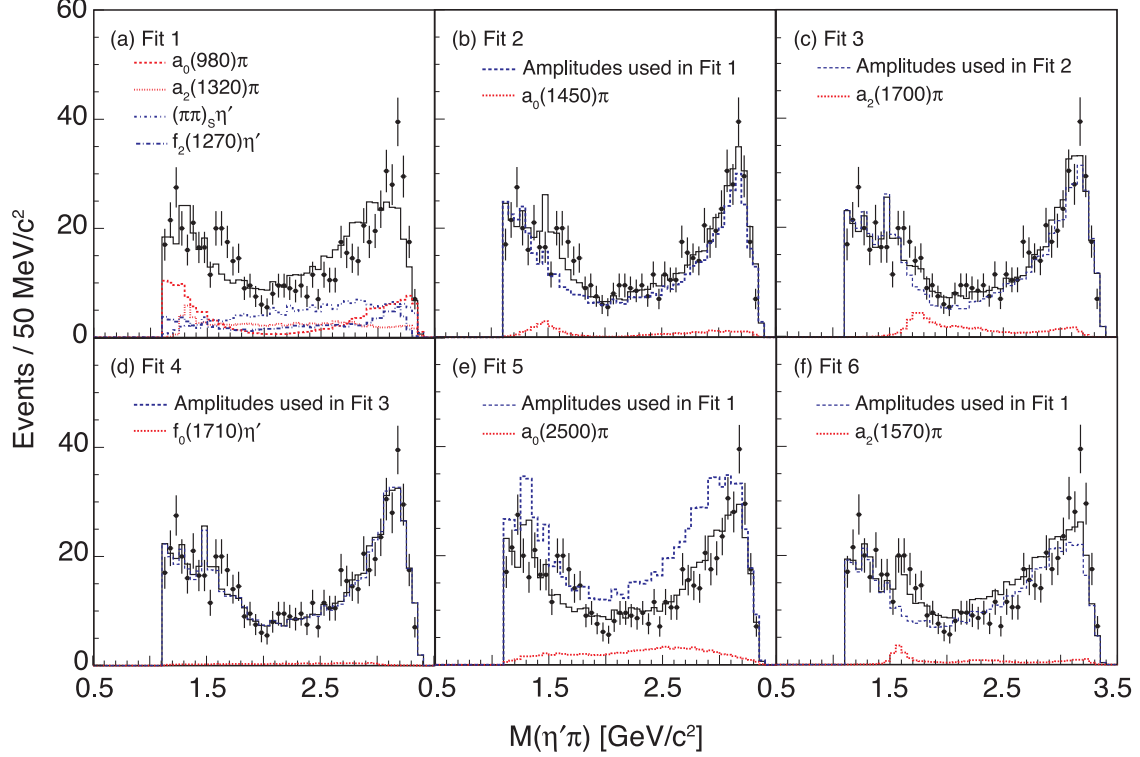 60
40
20
0
40
20
0
Events / 50 MeV/c²
(a) Fit 1
a₀(980)π
a₂(1320)π
(ππ)ₛη′
f₂(1270)η′
(b) Fit 2
Amplitudes used in Fit 1
a₀(1450)π
(c) Fit 3
Amplitudes used in Fit 2
a₂(1700)π
(d) Fit 4
Amplitudes used in Fit 3
f₀(1710)η′
(e) Fit 5
Amplitudes used in Fit 1
a₀(2500)π
(f) Fit 6
Amplitudes used in Fit 1
a₂(1570)π
0.5 1.5 2.5 0.5 1.5 2.5 0.5 1.5 2.5 3.5
M(η′π) [GeV/c²]